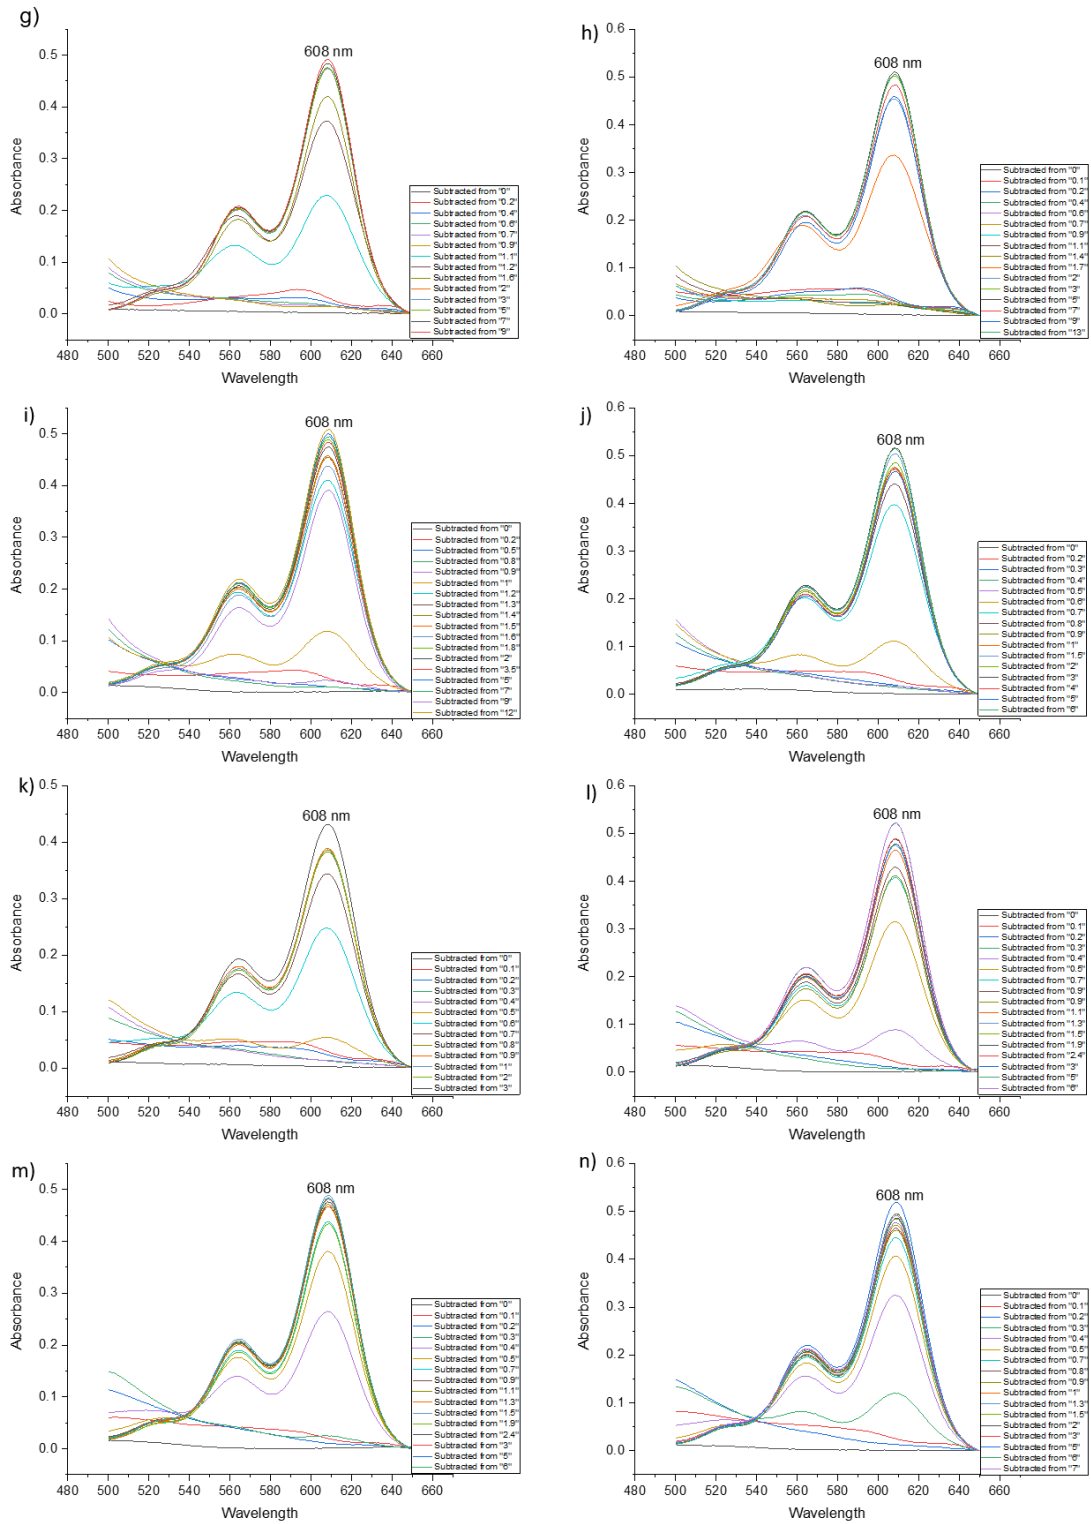 g)
608 nm
0.5
0.4
0.3
0.2
0.1
0.0
Absorbance
480 500 520 540 560 580 600 620 640 660
Wavelength
Subtracted from "0"
Subtracted from "0.2"
Subtracted from "0.4"
Subtracted from "0.6"
Subtracted from "0.7"
Subtracted from "0.9"
Subtracted from "1.1"
Subtracted from "1.2"
Subtracted from "1.6"
Subtracted from "2"
Subtracted from "3"
Subtracted from "5"
Subtracted from "7"
Subtracted from "9"
h)
608 nm
0.6
0.5
0.4
0.3
0.2
0.1
0.0
Absorbance
480 500 520 540 560 580 600 620 640 660
Wavelength
Subtracted from "0"
Subtracted from "0.1"
Subtracted from "0.2"
Subtracted from "0.4"
Subtracted from "0.6"
Subtracted from "0.7"
Subtracted from "0.9"
Subtracted from "1.1"
Subtracted from "1.4"
Subtracted from "1.7"
Subtracted from "2"
Subtracted from "3"
Subtracted from "5"
Subtracted from "7"
Subtracted from "9"
Subtracted from "13"
i)
608 nm
0.5
0.4
0.3
0.2
0.1
0.0
Absorbance
480 500 520 540 560 580 600 620 640 660
Wavelength
Subtracted from "0"
Subtracted from "0.2"
Subtracted from "0.5"
Subtracted from "0.8"
Subtracted from "0.9"
Subtracted from "1"
Subtracted from "1.2"
Subtracted from "1.3"
Subtracted from "1.4"
Subtracted from "1.5"
Subtracted from "1.6"
Subtracted from "1.8"
Subtracted from "2"
Subtracted from "3.5"
Subtracted from "5"
Subtracted from "7"
Subtracted from "9"
Subtracted from "12"
j)
608 nm
0.6
0.5
0.4
0.3
0.2
0.1
0.0
Absorbance
480 500 520 540 560 580 600 620 640 660
Wavelength
Subtracted from "0"
Subtracted from "0.2"
Subtracted from "0.3"
Subtracted from "0.4"
Subtracted from "0.5"
Subtracted from "0.6"
Subtracted from "0.7"
Subtracted from "0.8"
Subtracted from "0.9"
Subtracted from "1"
Subtracted from "1.5"
Subtracted from "2"
Subtracted from "3"
Subtracted from "4"
Subtracted from "5"
Subtracted from "6"
k)
608 nm
0.5
0.4
0.3
0.2
0.1
0.0
Absorbance
480 500 520 540 560 580 600 620 640 660
Wavelength
Subtracted from "0"
Subtracted from "0.1"
Subtracted from "0.2"
Subtracted from "0.3"
Subtracted from "0.4"
Subtracted from "0.5"
Subtracted from "0.6"
Subtracted from "0.7"
Subtracted from "0.8"
Subtracted from "0.9"
Subtracted from "1"
Subtracted from "2"
Subtracted from "3"
l)
608 nm
0.6
0.5
0.4
0.3
0.2
0.1
0.0
Absorbance
480 500 520 540 560 580 600 620 640 660
Wavelength
Subtracted from "0"
Subtracted from "0.1"
Subtracted from "0.2"
Subtracted from "0.3"
Subtracted from "0.4"
Subtracted from "0.5"
Subtracted from "0.7"
Subtracted from "0.9"
Subtracted from "0.9"
Subtracted from "1.1"
Subtracted from "1.3"
Subtracted from "1.5"
Subtracted from "1.9"
Subtracted from "2.4"
Subtracted from "3"
Subtracted from "5"
Subtracted from "6"
m)
608 nm
0.5
0.4
0.3
0.2
0.1
0.0
Absorbance
480 500 520 540 560 580 600 620 640 660
Wavelength
Subtracted from "0"
Subtracted from "0.1"
Subtracted from "0.2"
Subtracted from "0.3"
Subtracted from "0.4"
Subtracted from "0.5"
Subtracted from "0.7"
Subtracted from "0.9"
Subtracted from "1.1"
Subtracted from "1.3"
Subtracted from "1.5"
Subtracted from "1.9"
Subtracted from "2.4"
Subtracted from "3"
Subtracted from "5"
Subtracted from "6"
n)
608 nm
0.6
0.5
0.4
0.3
0.2
0.1
0.0
Absorbance
480 500 520 540 560 580 600 620 640 660
Wavelength
Subtracted from "0"
Subtracted from "0.1"
Subtracted from "0.2"
Subtracted from "0.3"
Subtracted from "0.4"
Subtracted from "0.5"
Subtracted from "0.7"
Subtracted from "0.8"
Subtracted from "0.9"
Subtracted from "1"
Subtracted from "1.3"
Subtracted from "1.5"
Subtracted from "2"
Subtracted from "3"
Subtracted from "5"
Subtracted from "6"
Subtracted from "7"